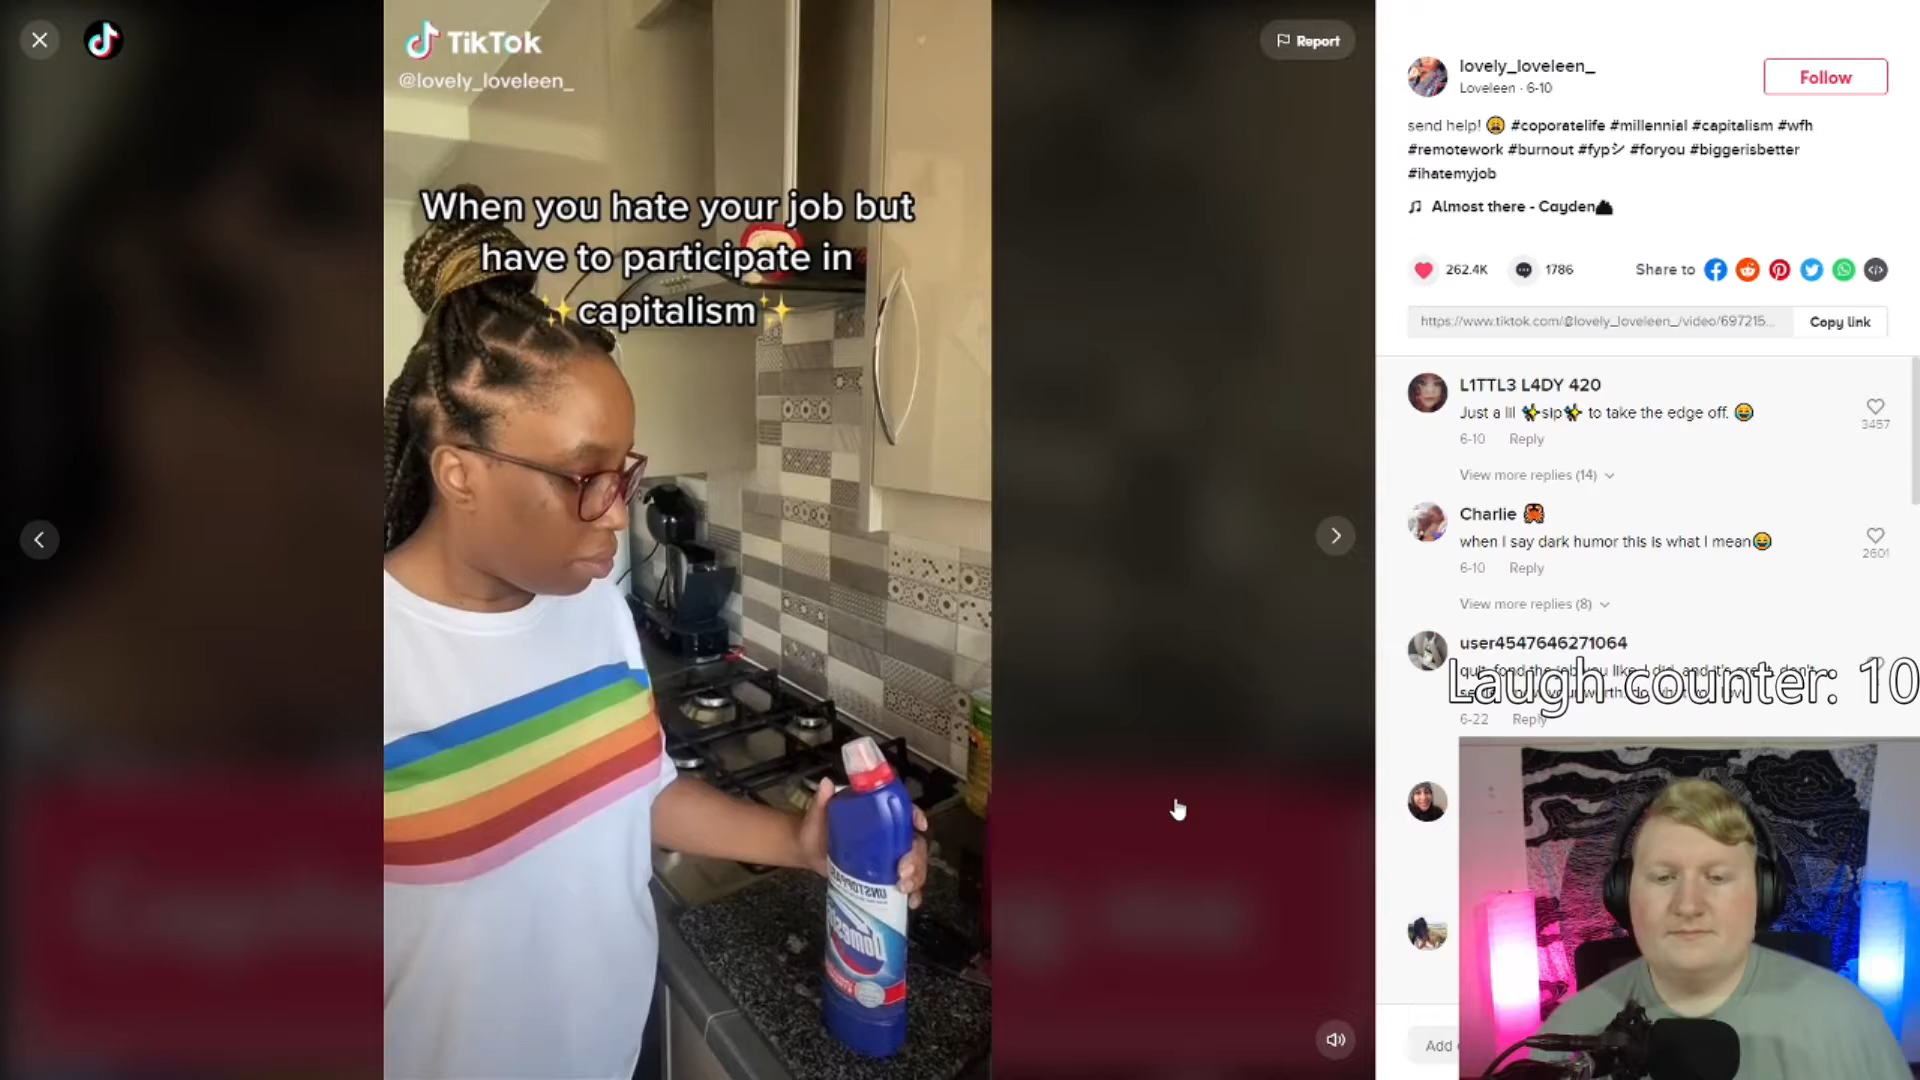 TikTok
@lovely_loveleen_
When you hate your job but
have to participate in
✨capitalism✨
Report
lovely_loveleen_
Loveleen · 6-10
Follow
send help! 😩 #coporatelife #millennial #capitalism #wfh
#remotework #burnout #fypシ #foryou #biggerisbetter
#ihatemyjob
Almost there - Cayden
262.4K
1786
Share to
https://www.tiktok.com/@lovely_loveleen_/video/697215...
Copy link
L1TTL3 L4DY 420
Just a lil ✨sip✨ to take the edge off. 😂
3457
6-10 Reply
View more replies (14)
Charlie 🦀
when I say dark humor this is what I mean😂
2601
6-10 Reply
View more replies (8)
user4547646271064
Laugh counter: 10
6-22 Reply
Add